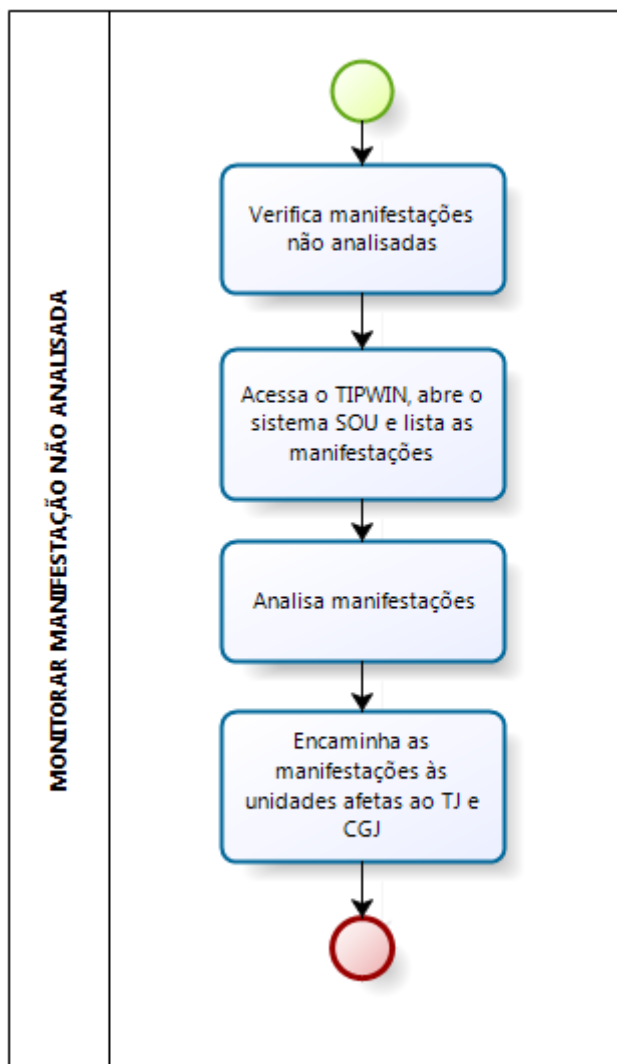 MONITORAR MANIFESTAÇÃO NÃO ANALISADA
Verifica manifestações
não analisadas
Acessa o TIPWIN, abre o
sistema SOU e lista as
manifestações
Analisa manifestações
Encaminha as
manifestações às
unidades afetas ao TJ e
CGJ